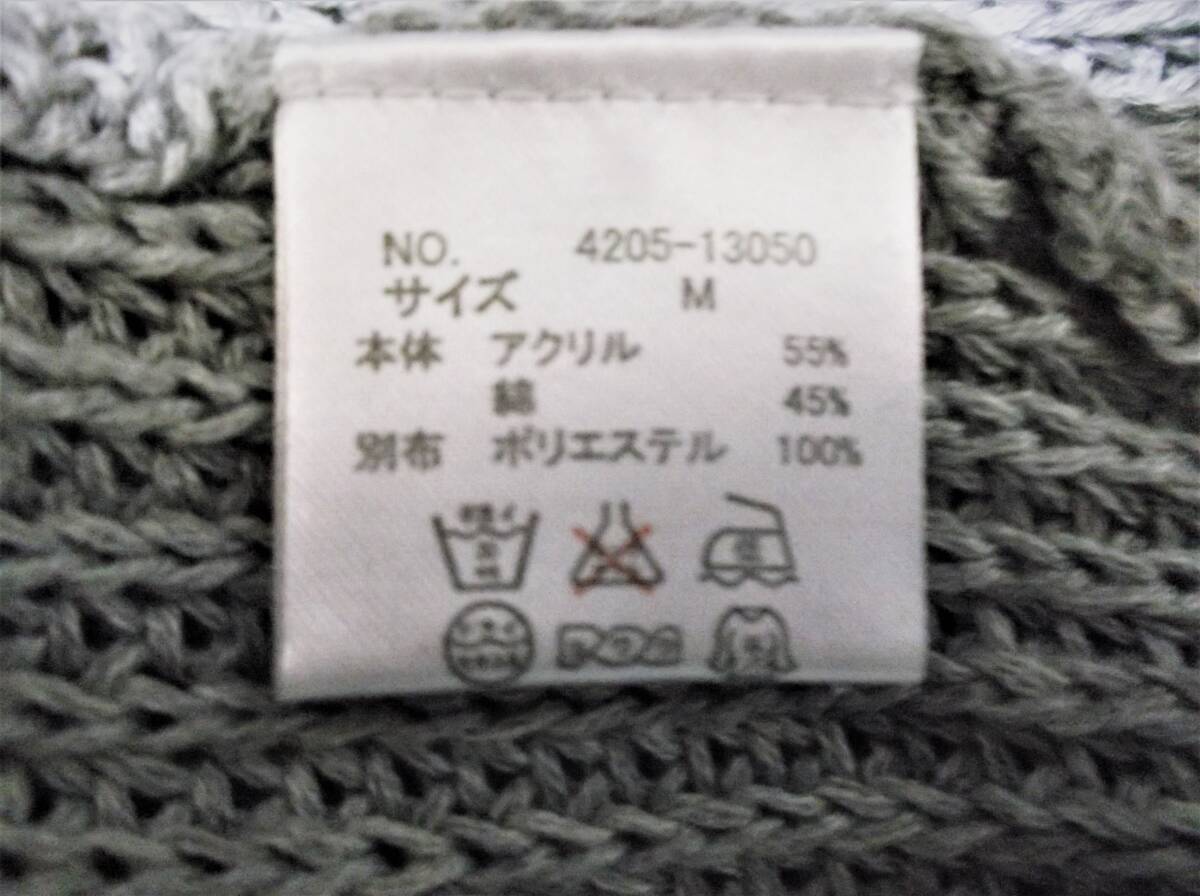 NO. 4205-13050
サイズ M
本体 アクリル 55%
綿 45%
別布 ポリエステル 100%